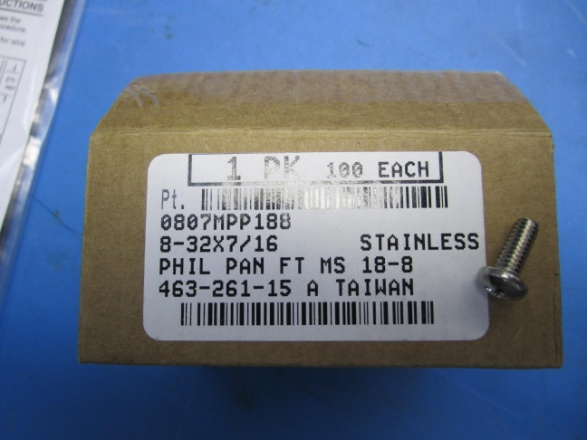 UCTIONS
1 PK 100 EACH
Pt.
0807MPP188
8-32X7/16 STAINLESS
PHIL PAN FT MS 18-8
463-261-15 A TAIWAN